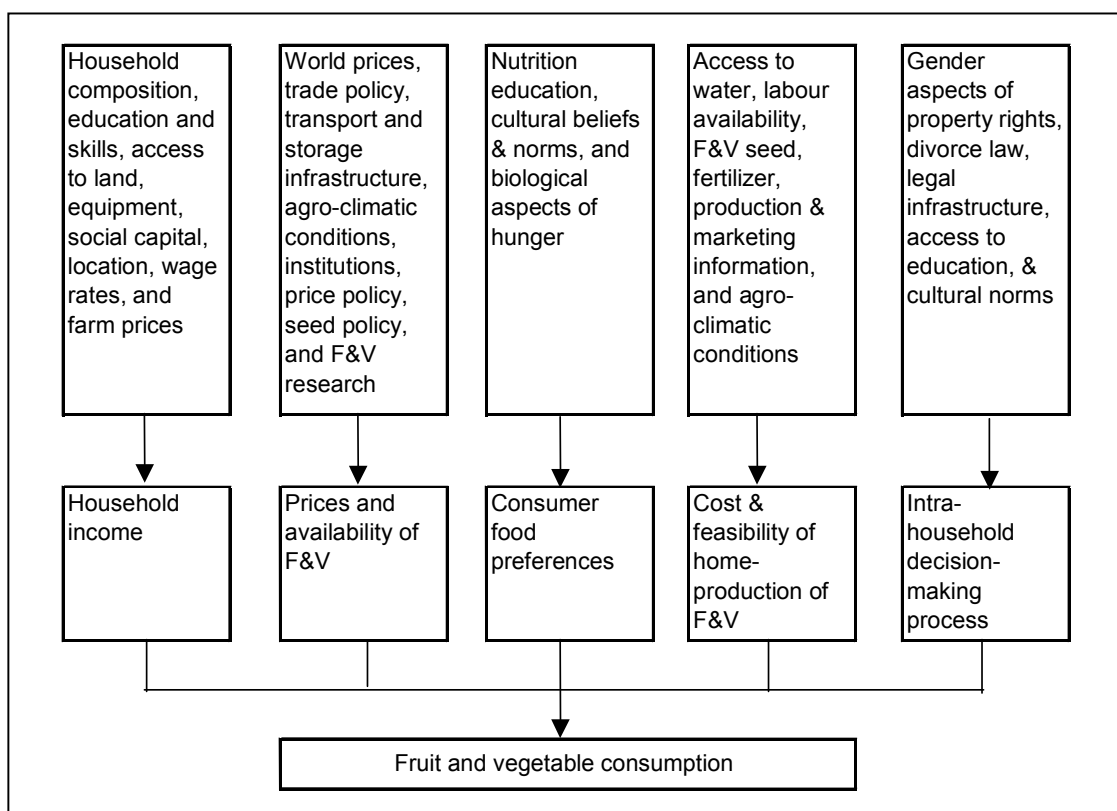 Household
composition,
education and
skills, access
to land,
equipment,
social capital,
location, wage
rates, and
farm prices
World prices,
trade policy,
transport and
storage
infrastructure,
agro-climatic
conditions,
institutions,
price policy,
seed policy,
and F&V
research
Nutrition
education,
cultural beliefs
& norms, and
biological
aspects of
hunger
Access to
water, labour
availability,
F&V seed,
fertilizer,
production &
marketing
information,
and agro-
climatic
conditions
Gender
aspects of
property rights,
divorce law,
legal
infrastructure,
access to
education, &
cultural norms
Household
income
Prices and
availability of
F&V
Consumer
food
preferences
Cost &
feasibility of
home-
production of
F&V
Intra-
household
decision-
making
process
Fruit and vegetable consumption